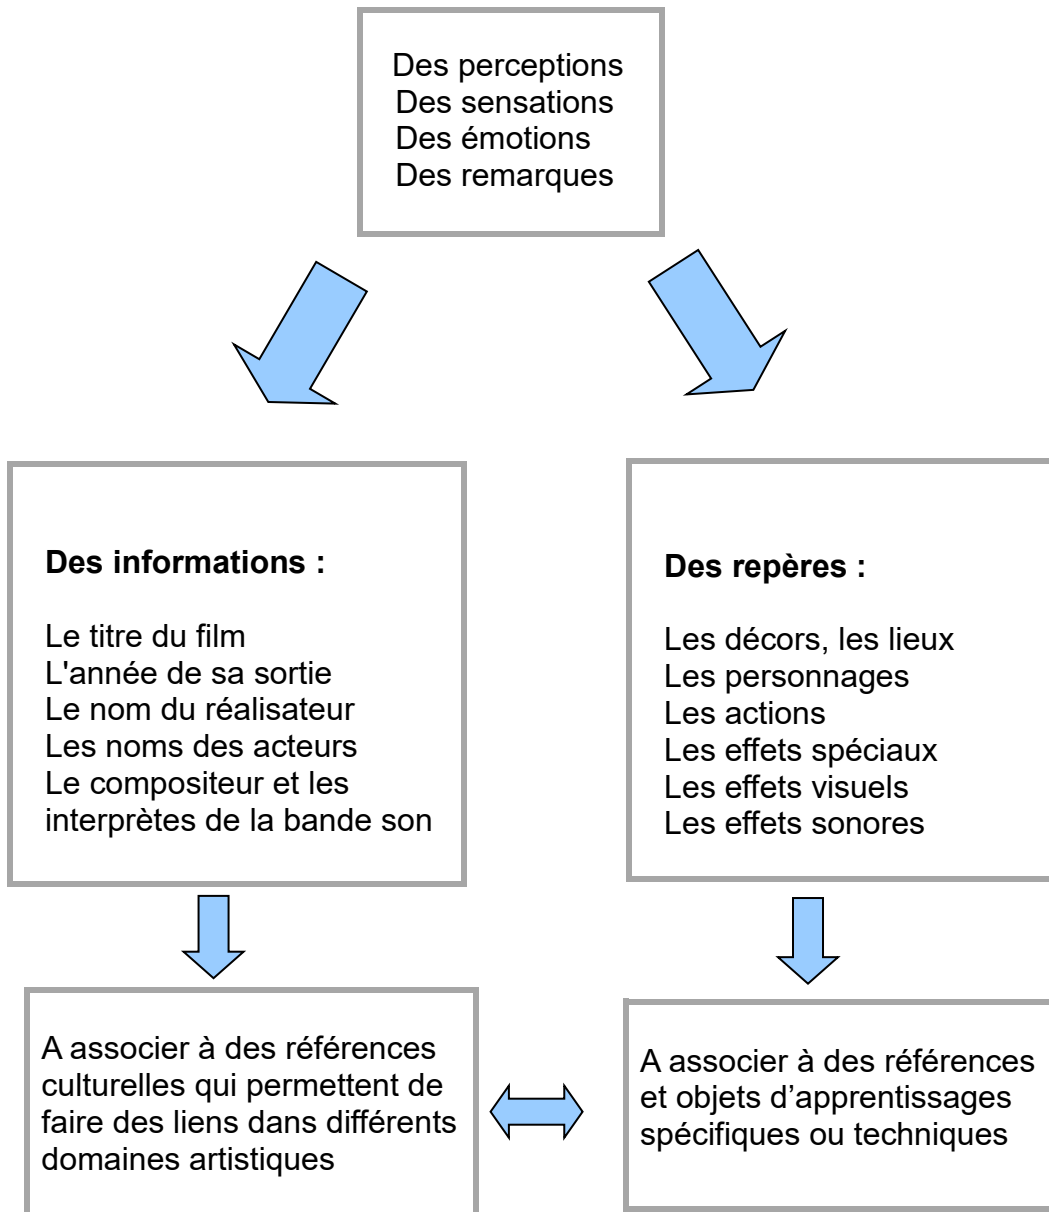 Des perceptions
Des sensations
Des émotions
Des remarques
Des informations :
Le titre du film
L'année de sa sortie
Le nom du réalisateur
Les noms des acteurs
Le compositeur et les
interprètes de la bande son
Des repères :
Les décors, les lieux
Les personnages
Les actions
Les effets spéciaux
Les effets visuels
Les effets sonores
A associer à des références
culturelles qui permettent de
faire des liens dans différents
domaines artistiques
A associer à des références
et objets d’apprentissages
spécifiques ou techniques